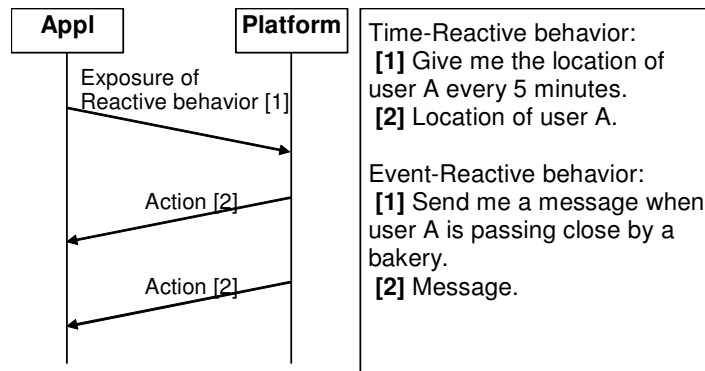 Appl
Platform
Exposure of
Reactive behavior [1]
Action [2]
Action [2]
Time-Reactive behavior:
[1] Give me the location of
user A every 5 minutes.
[2] Location of user A.
Event-Reactive behavior:
[1] Send me a message when
user A is passing close by a
bakery.
[2] Message.